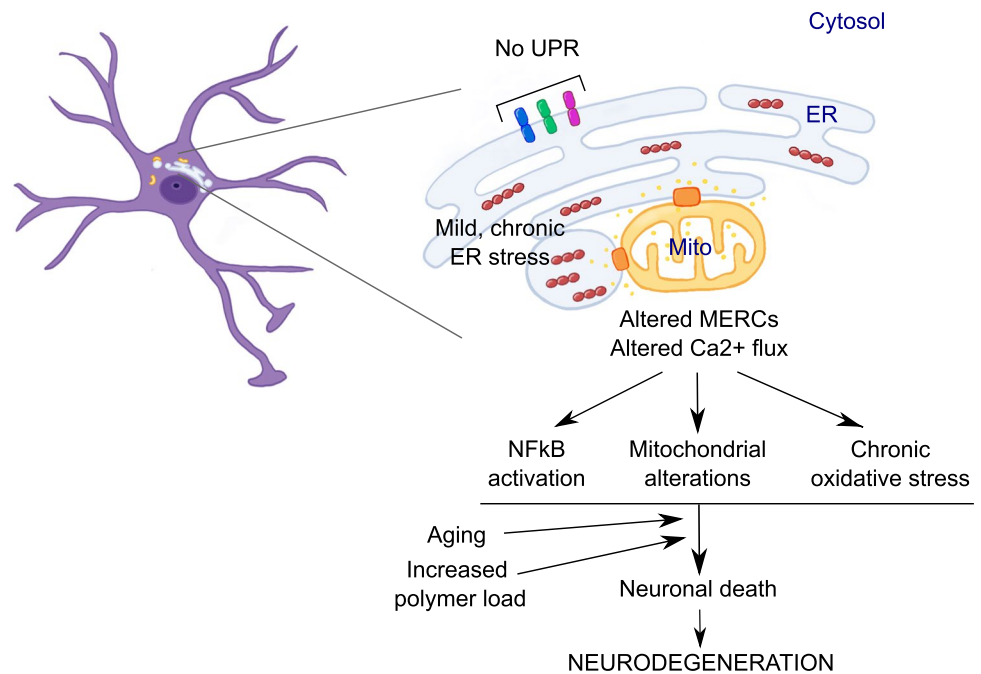 Cytosol
No UPR
ER
Mild, chronic
ER stress
Mito
Altered MERCs
Altered Ca2+ flux
NFkB
activation
Mitochondrial
alterations
Chronic
oxidative stress
Aging
Increased
polymer load
Neuronal death
NEURODEGENERATION